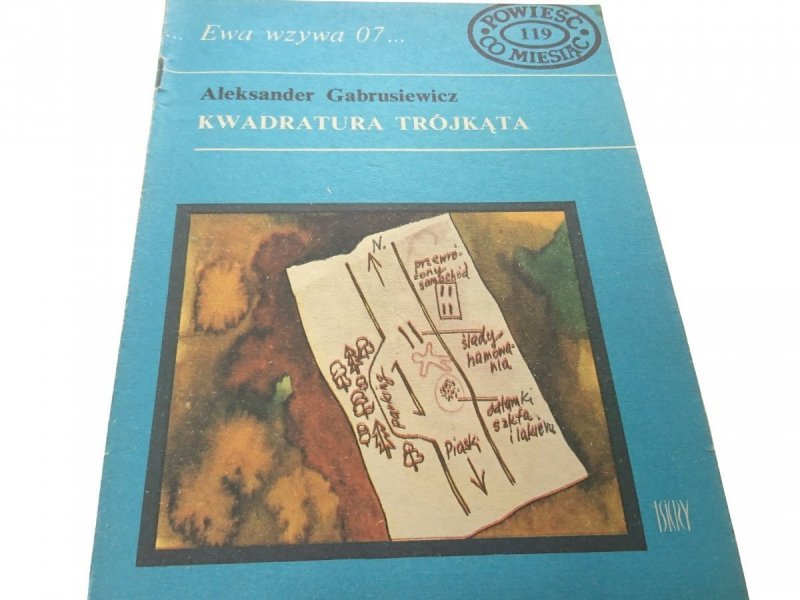 ... Ewa wzywa 07 ...
POWIEŚĆ
119
CO MIESIĄC
Aleksander Gabrusiewicz
KWADRATURA TRÓJKĄTA
N.
przewró-
cony
samochód
ślady
hamowa-
nia
parking
odłamki
szkła
i lakieru
Piaski
ISKRY